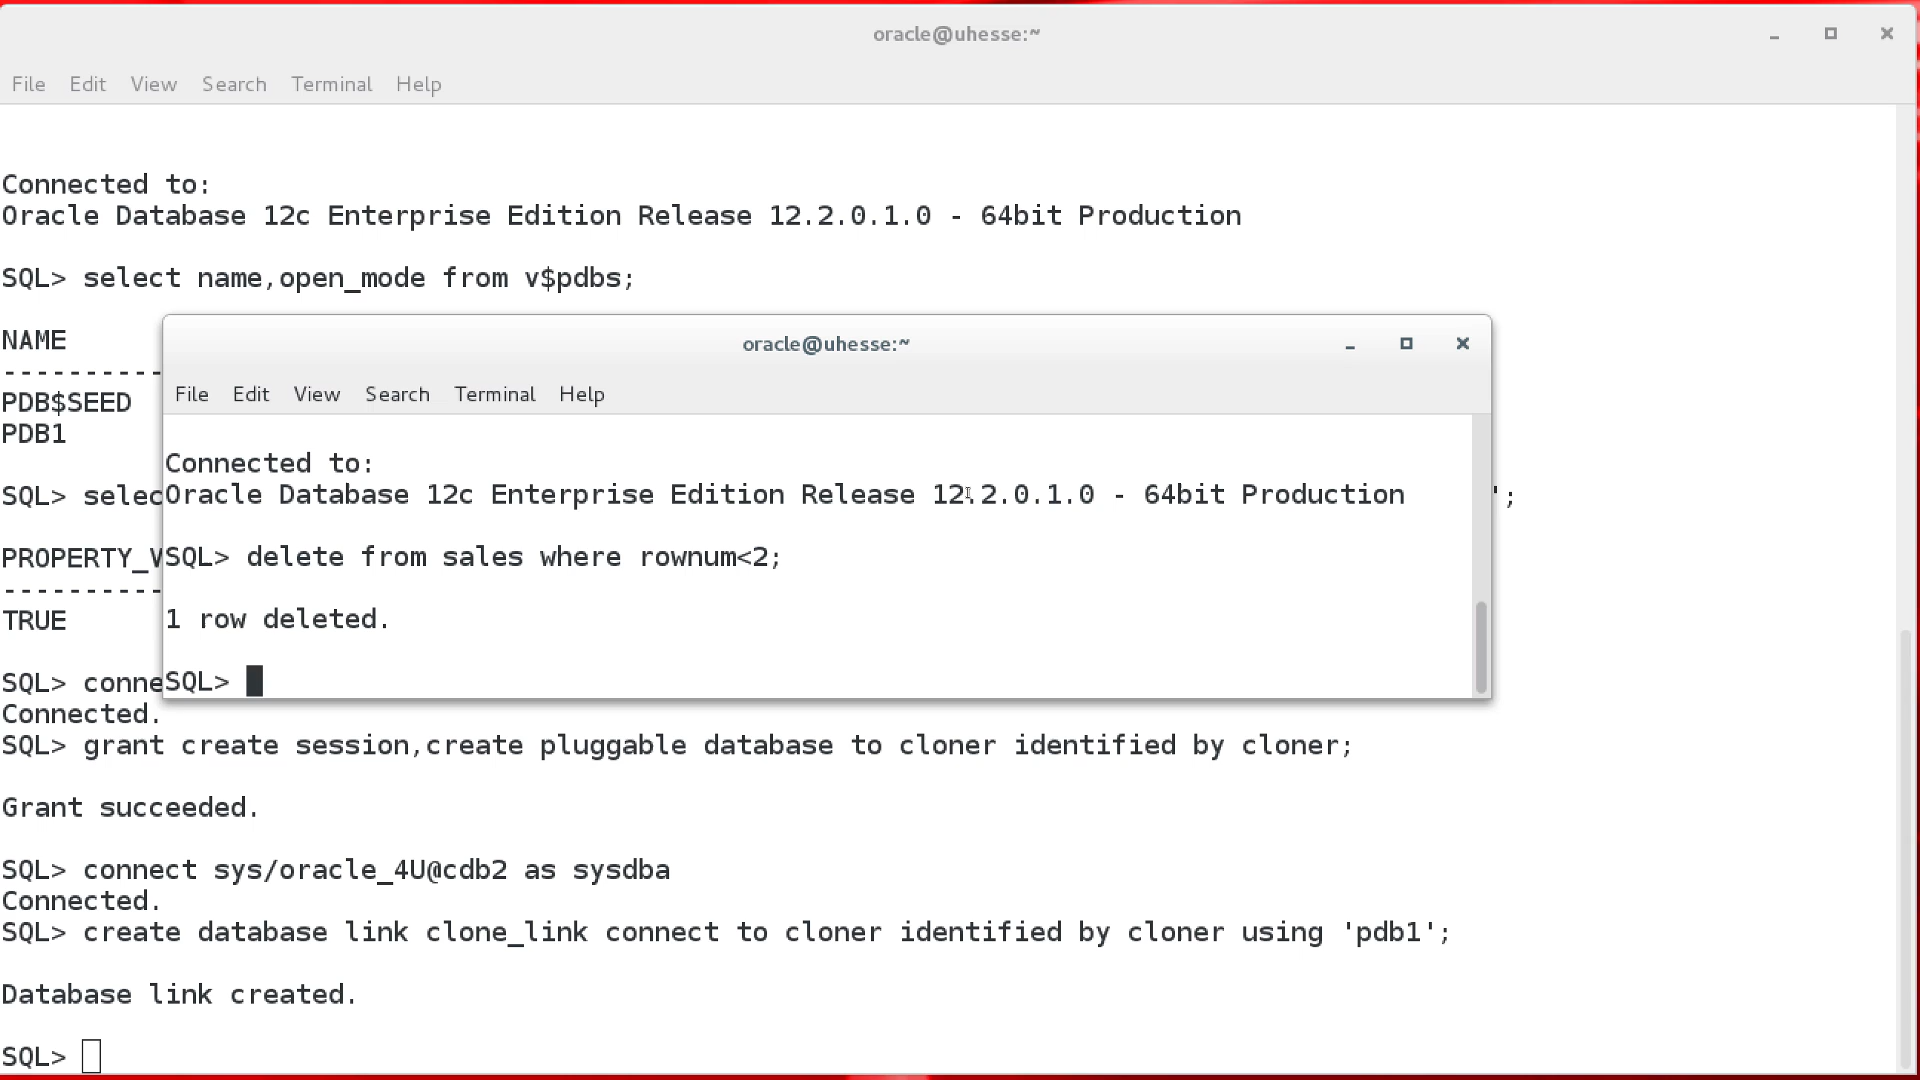 oracle@uhesse:~
File Edit View Search Terminal Help
Connected to:
Oracle Database 12c Enterprise Edition Release 12.2.0.1.0 - 64bit Production
SQL> select name,open_mode from v$pdbs;
NAME
----------
PDB$SEED
PDB1
SQL> selec
';
PROPERTY_V
----------
TRUE
SQL> conne
Connected.
SQL> grant create session,create pluggable database to cloner identified by cloner;
Grant succeeded.
SQL> connect sys/oracle_4U@cdb2 as sysdba
Connected.
SQL> create database link clone_link connect to cloner identified by cloner using 'pdb1';
Database link created.
SQL>
oracle@uhesse:~
File Edit View Search Terminal Help
Connected to:
Oracle Database 12c Enterprise Edition Release 12.2.0.1.0 - 64bit Production
SQL> delete from sales where rownum<2;
1 row deleted.
SQL>